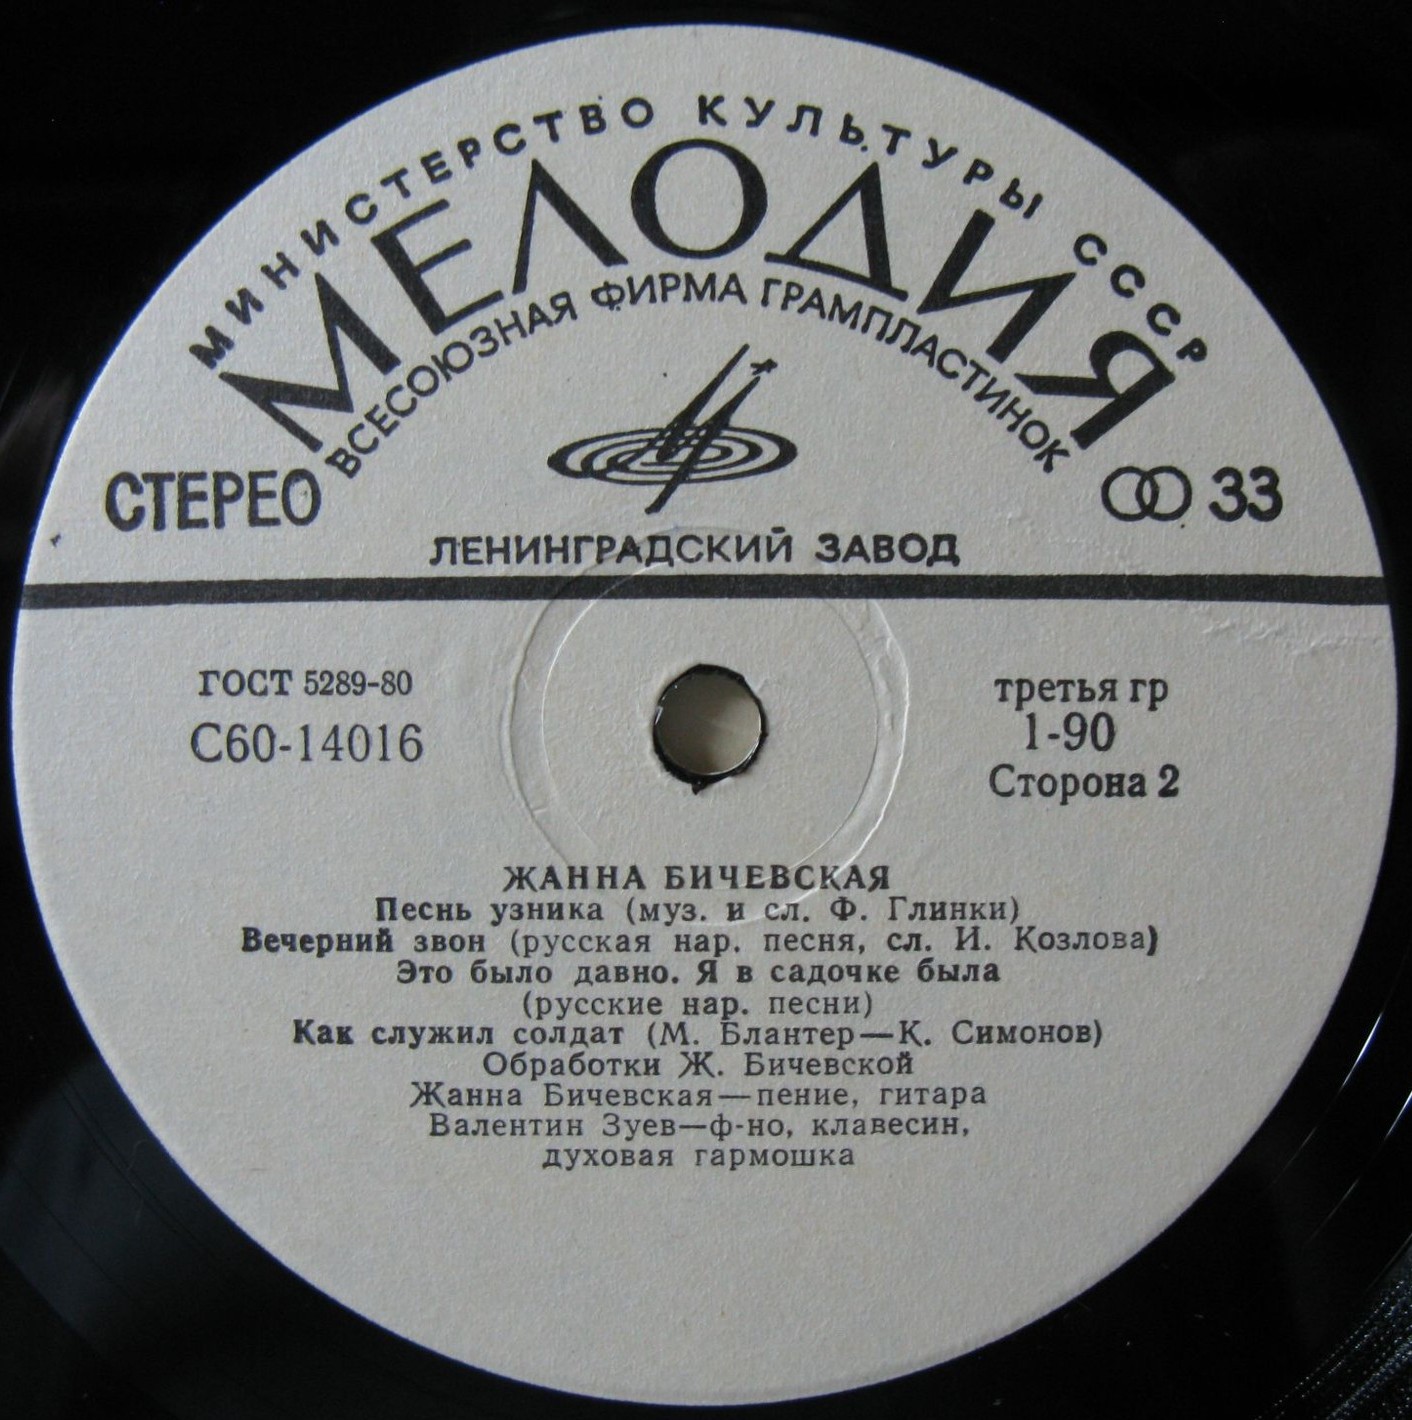 МИНИСТЕРСТВО КУЛЬТУРЫ СССР
МЕЛОДИЯ
ВСЕСОЮЗНАЯ ФИРМА ГРАМПЛАСТИНОК
СТЕРЕО
33
ЛЕНИНГРАДСКИЙ ЗАВОД
ГОСТ 5289-80
С60-14016
третья гр
1-90
Сторона 2
ЖАННА БИЧЕВСКАЯ
Песнь узника (муз. и сл. Ф. Глинки)
Вечерний звон (русская нар. песня, сл. И. Козлова)
Это было давно. Я в садочке была
(русские нар. песни)
Как служил солдат (М. Блантер—К. Симонов)
Обработки Ж. Бичевской
Жанна Бичевская—пение, гитара
Валентин Зуев—ф-но, клавесин,
духовая гармошка